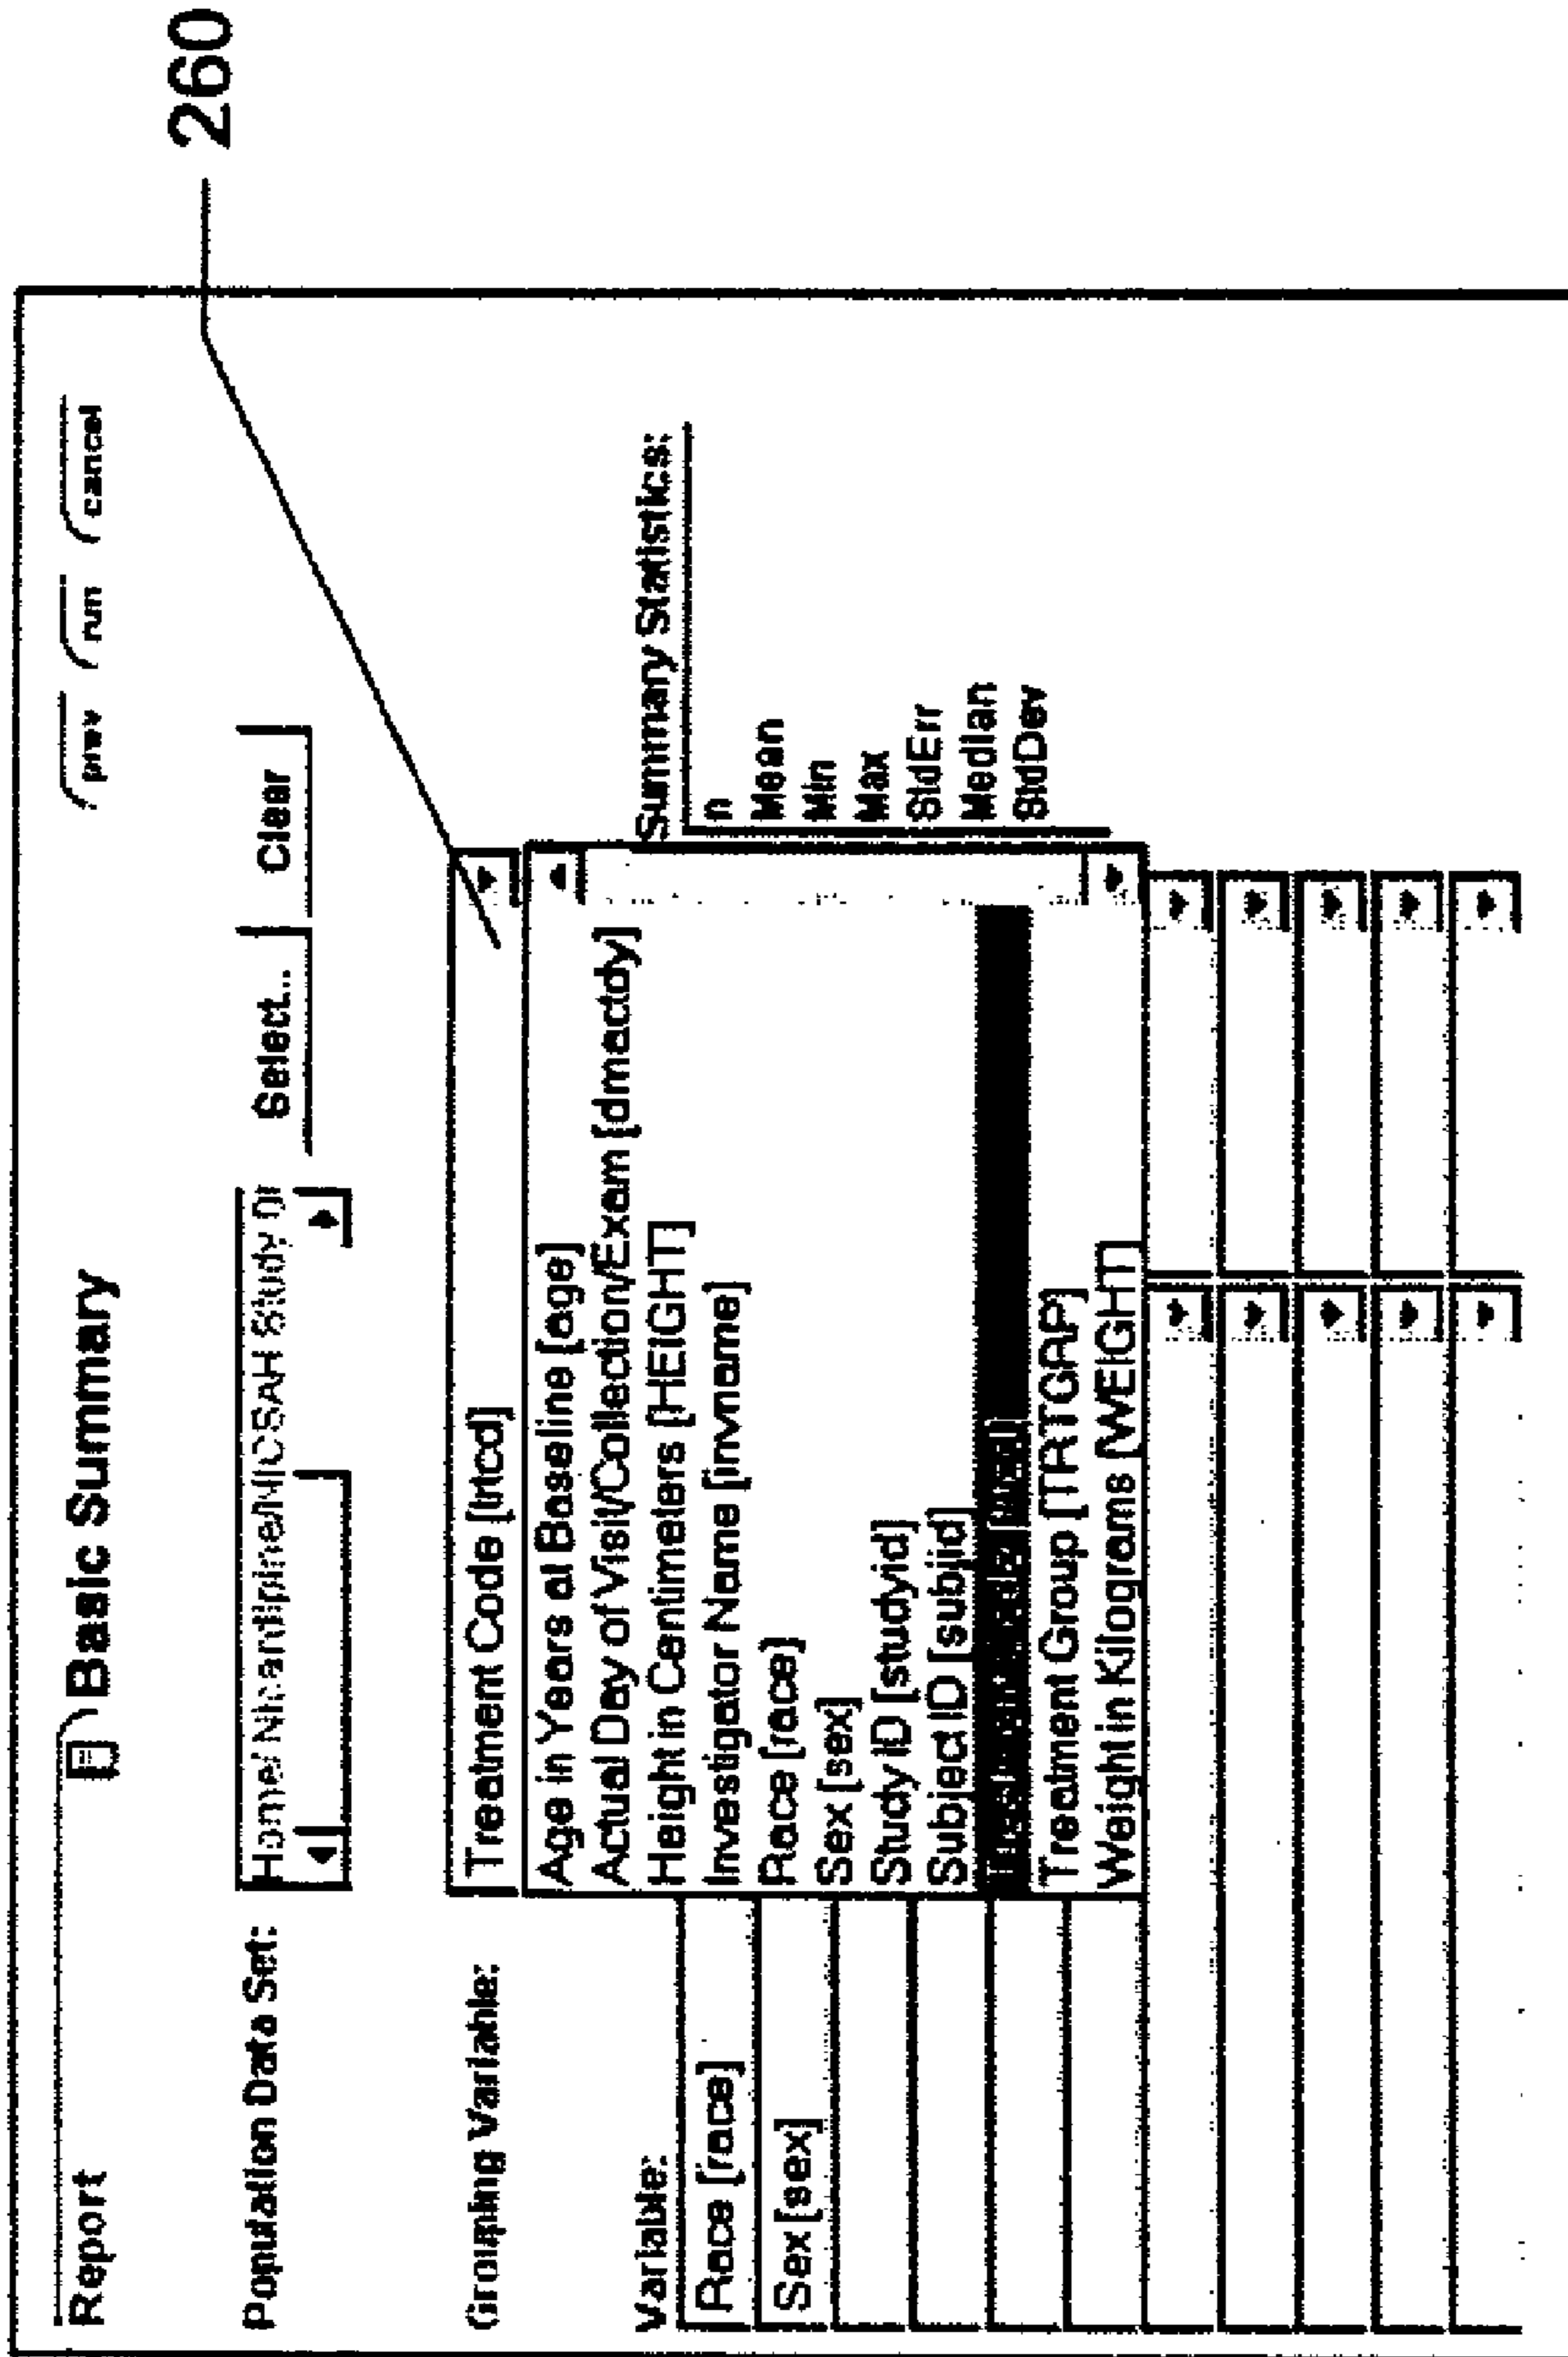 260
Report Basic Summary prev run cancel
Population Data Set: Home/ Study Select... Clear
Grouping Variable: Treatment Code [trtcd]
Age in Years at Baseline [age]
Actual Day of Visit/Collection/Exam [dmactdy]
Height in Centimeters [HEIGHT]
Investigator Name [invname]
Race [race]
Sex [sex]
Study ID [studyid]
Subject ID [subjid]
Treatment Group [TRTGAP]
Weight in Kilograms [WEIGHT]
Variable:
Race [race]
Sex [sex]
Summary Statistics:
n
Mean
Min
Max
StdErr
Median
StdDev